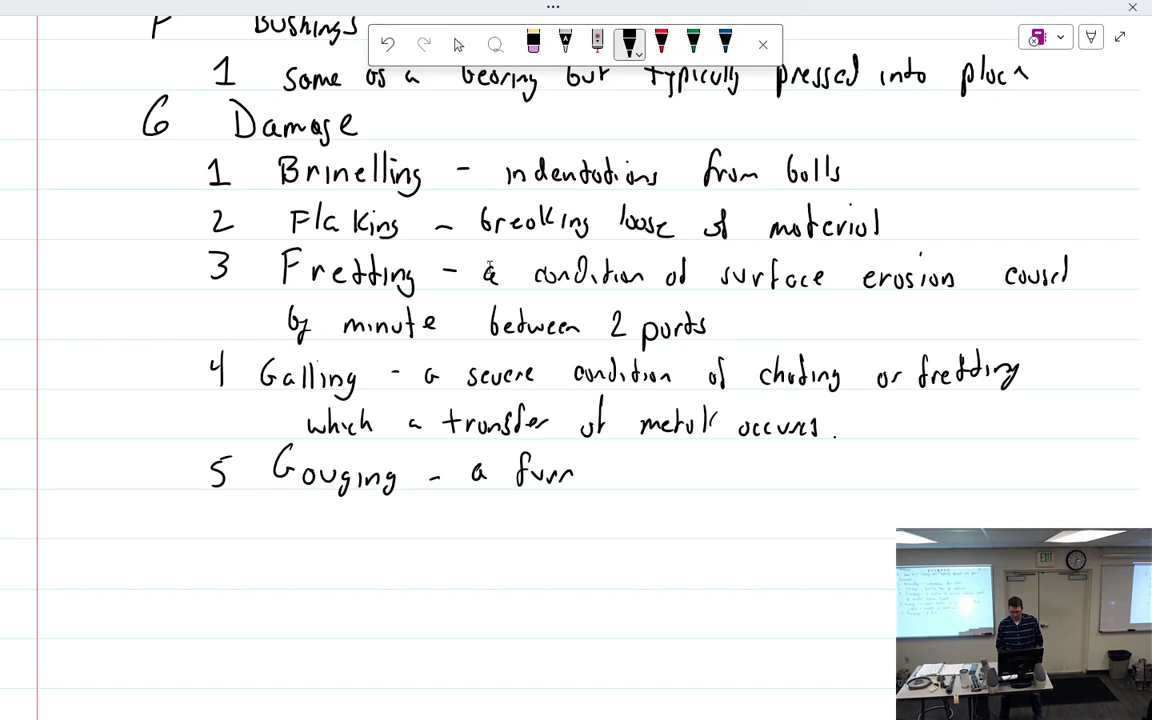 F Bushings
1 some as a bearing but typically pressed into place
G Damage
1 Brinelling - indentations from balls
2 Flaking - breaking loose of material
3 Fretting - a condition of surface erosion caused
by minute between 2 parts
4 Galling - a severe condition of chafing or fretting
which a transfer of metal occurs.
5 Gouging - a furr
EXIT